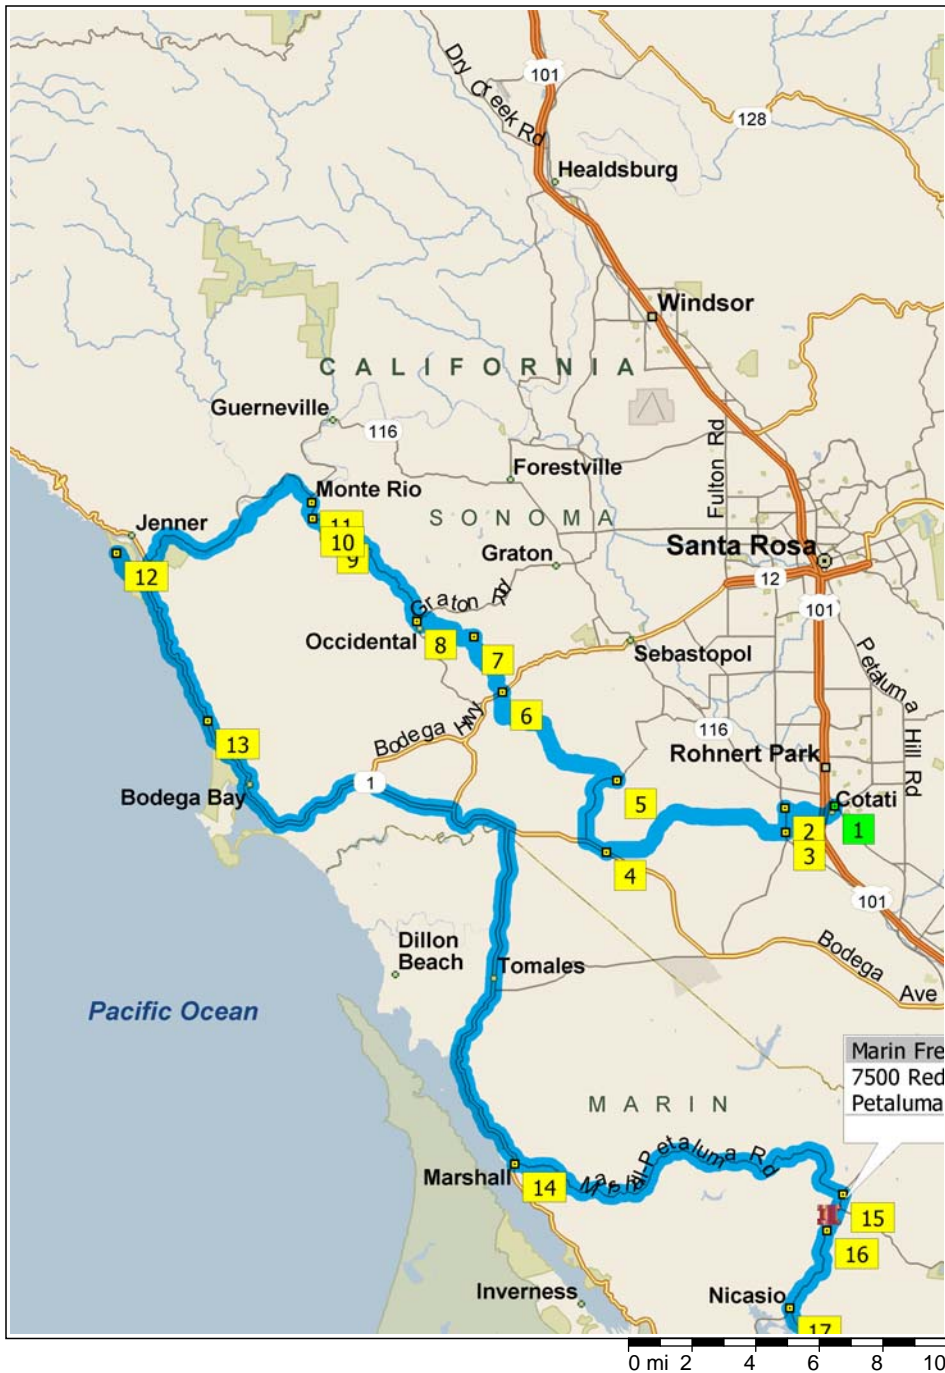 101
Dry Creek Rd
128
Healdsburg
Windsor
CALIFORNIA
Guerneville
116
Fulton Rd
Forestville
Monte Rio
SONOMA
Jenner
11
10
9
Graton
Santa Rosa
12
12
Graton Rd
101
Occidental
8
7
Sebastopol
Petaluma Hill Rd
6
116
Bodega Hwy
13
Rohnert Park
1
Bodega Bay
5
Cotati
2
1
3
4
101
Dillon
Beach
Tomales
Bodega Ave
Pacific Ocean
Marin Fre
7500 Red
Petaluma
MARIN
Marshall-Petaluma Rd
Marshall
14
15
16
Inverness
Nicasio
17
0 mi 2 4 6 8 10